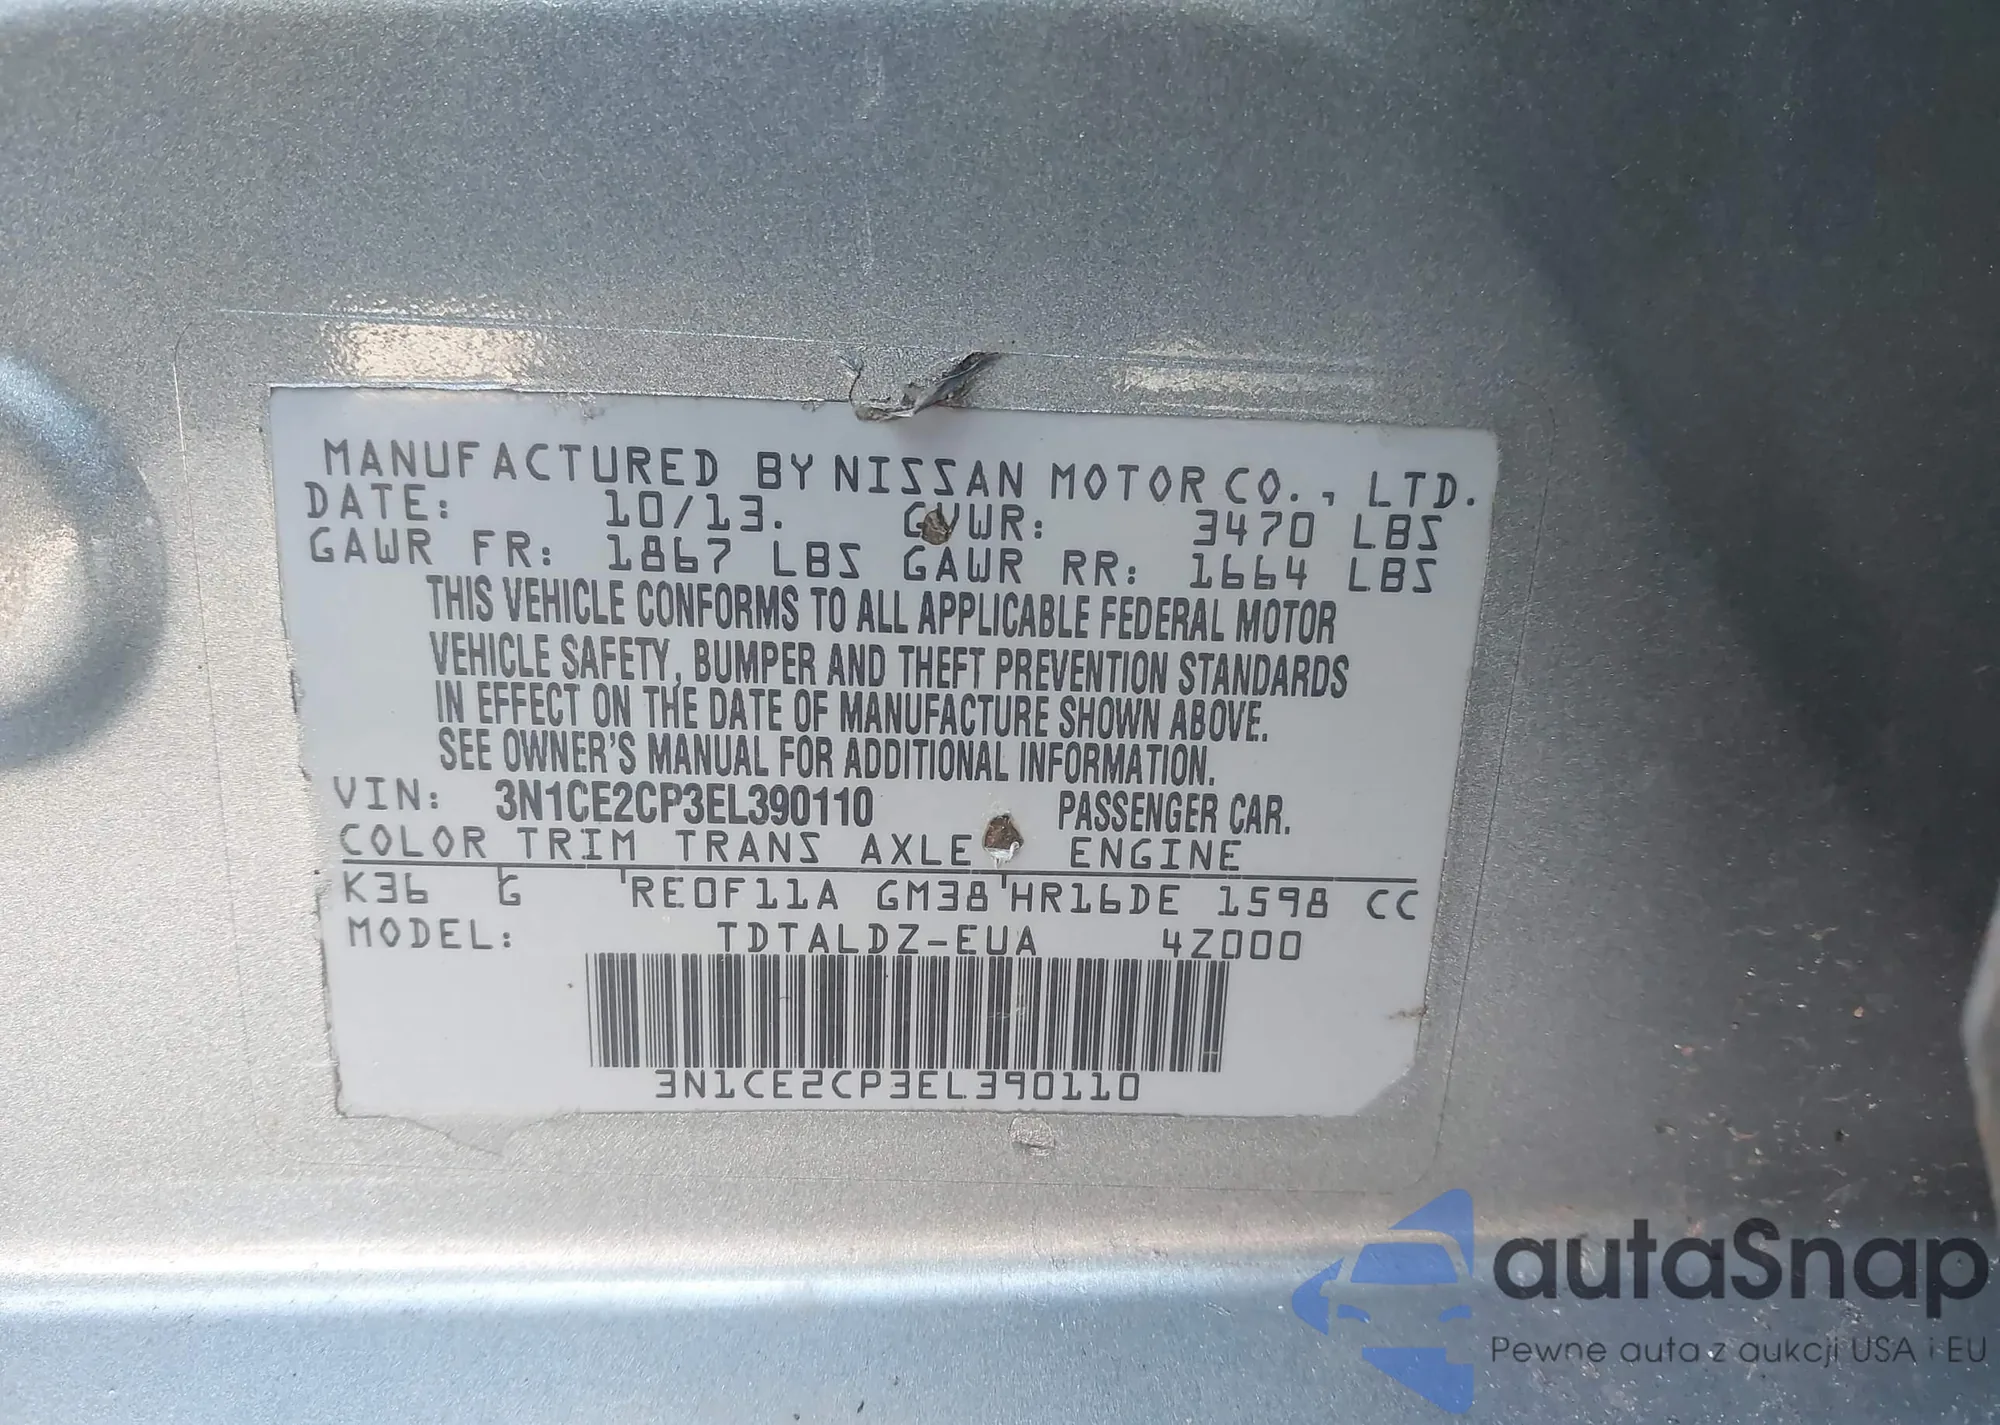 MANUFACTURED BY NISSAN MOTOR CO., LTD.
DATE: 10/13. GVWR: 3470 LBS
GAWR FR: 1867 LBS GAWR RR: 1664 LBS
THIS VEHICLE CONFORMS TO ALL APPLICABLE FEDERAL MOTOR
VEHICLE SAFETY, BUMPER AND THEFT PREVENTION STANDARDS
IN EFFECT ON THE DATE OF MANUFACTURE SHOWN ABOVE.
SEE OWNER'S MANUAL FOR ADDITIONAL INFORMATION.
VIN: 3N1CE2CP3EL390110 PASSENGER CAR.
COLOR TRIM TRANS AXLE ENGINE
K36 G RE0F11A GM38 HR16DE 1598 CC
MODEL: TDTALDZ-EUA 4Z000
3N1CE2CP3EL390110
autaSnap
Pewne auta z aukcji USA i EU